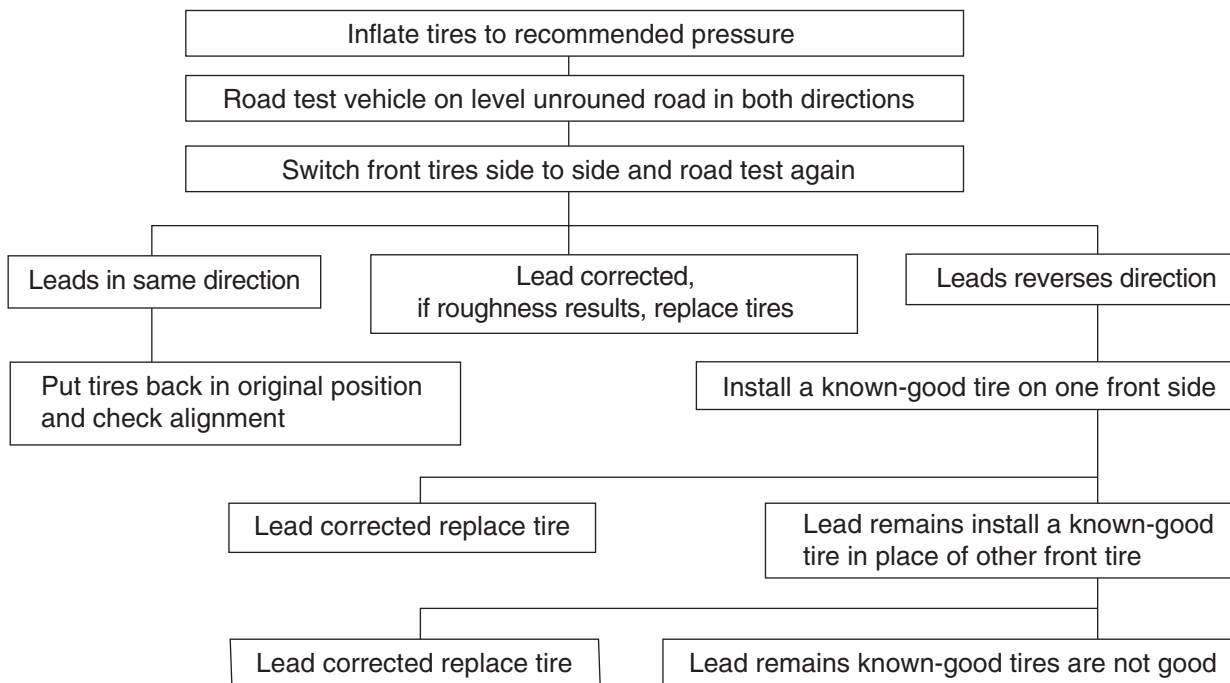 Inflate tires to recommended pressure
Road test vehicle on level unrouned road in both directions
Switch front tires side to side and road test again
Leads in same direction
Lead corrected,
if roughness results, replace tires
Leads reverses direction
Put tires back in original position
and check alignment
Install a known-good tire on one front side
Lead corrected replace tire
Lead remains install a known-good
tire in place of other front tire
Lead corrected replace tire
Lead remains known-good tires are not good